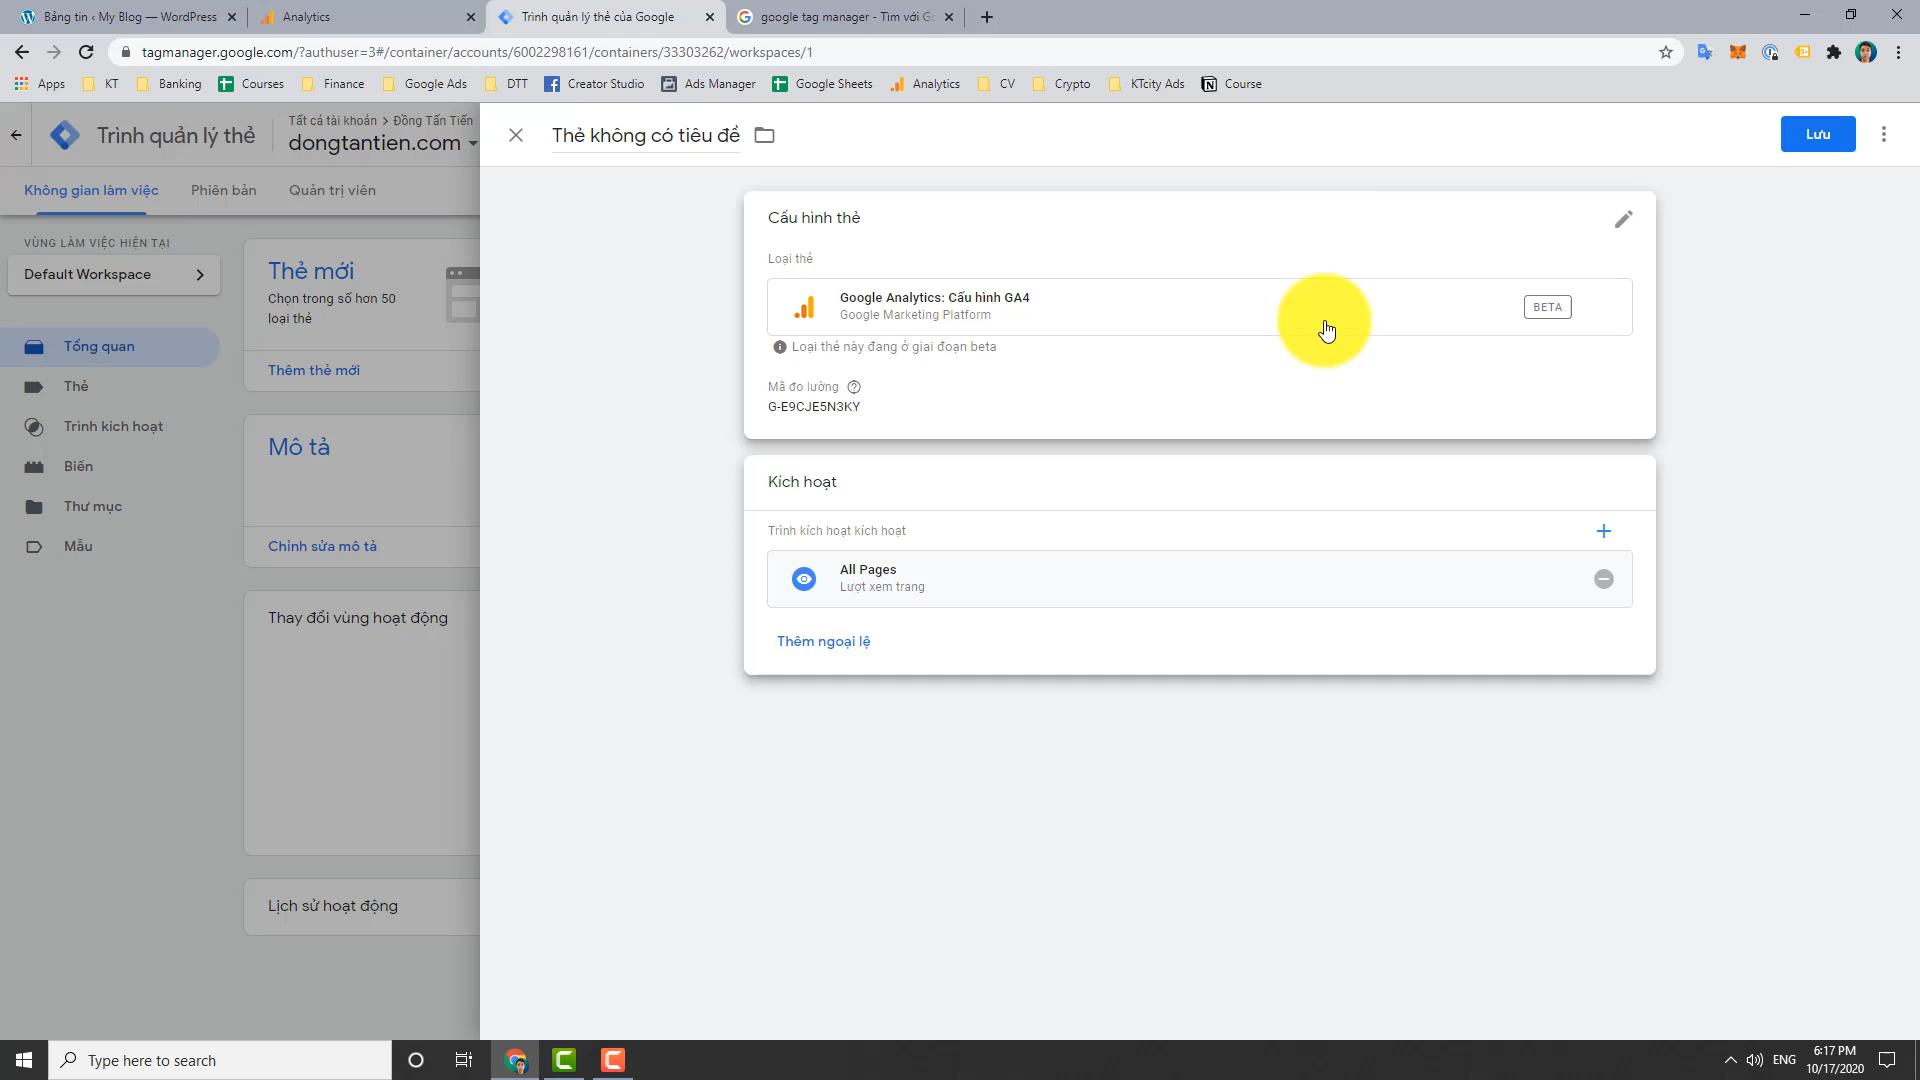 Bảng tin ‹ My Blog — WordPress
Analytics
Trình quản lý thẻ của Google
google tag manager - Tìm với Go
tagmanager.google.com/?authuser=3#/container/accounts/6002298161/containers/33303262/workspaces/1
Apps
KT
Banking
Courses
Finance
Google Ads
DTT
Creator Studio
Ads Manager
Google Sheets
Analytics
CV
Crypto
KTcity Ads
Course
Trình quản lý thẻ
Tất cả tài khoản > Đồng Tấn Tiến
dongtantien.com
Thẻ không có tiêu đề
Lưu
Không gian làm việc
Phiên bản
Quản trị viên
VÙNG LÀM VIỆC HIỆN TẠI
Default Workspace
Tổng quan
Thẻ
Trình kích hoạt
Biến
Thư mục
Mẫu
Thẻ mới
Chọn trong số hơn 50
loại thẻ
Thêm thẻ mới
Mô tả
Chỉnh sửa mô tả
Thay đổi vùng hoạt động
Lịch sử hoạt động
Cấu hình thẻ
Loại thẻ
Google Analytics: Cấu hình GA4
Google Marketing Platform
BETA
Loại thẻ này đang ở giai đoạn beta
Mã đo lường
G-E9CJE5N3KY
Kích hoạt
Trình kích hoạt kích hoạt
All Pages
Lượt xem trang
Thêm ngoại lệ
Type here to search
ENG
6:17 PM
10/17/2020